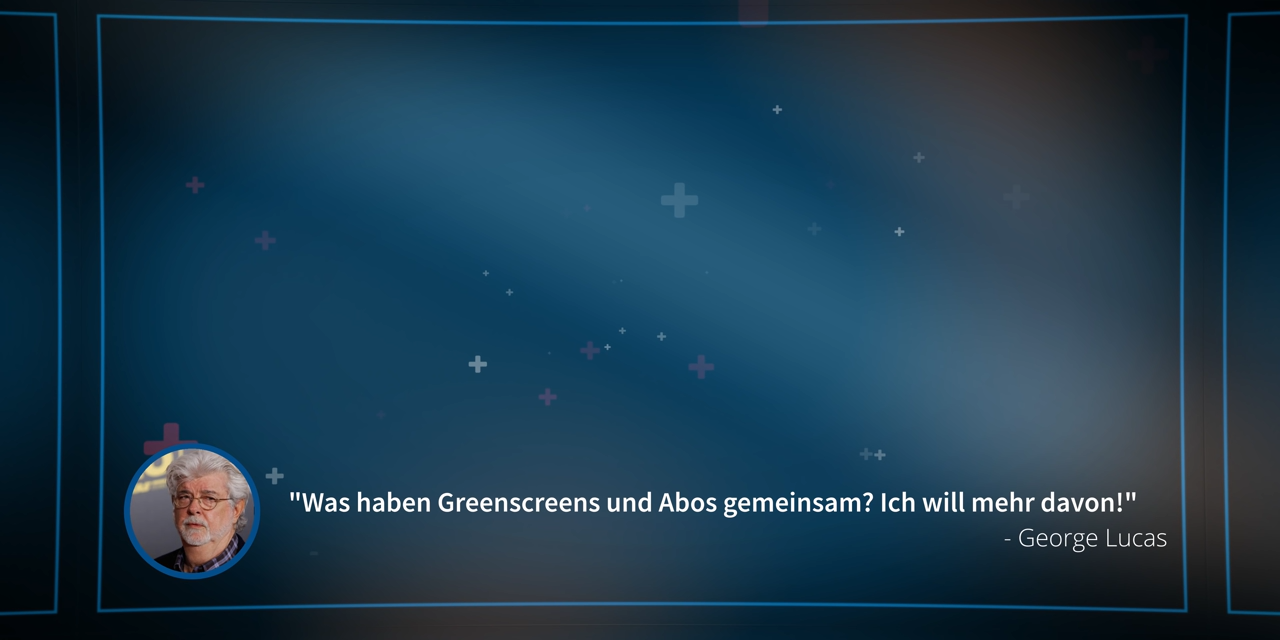 "Was haben Greenscreens und Abos gemeinsam? Ich will mehr davon!"
- George Lucas